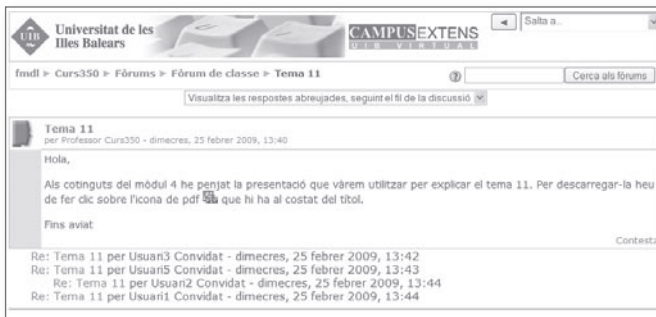 UIB
Universitat de les
Illes Balears
CAMPUS EXTENS
UIB VIRTUAL
◄ Salta a...
fmdl ► Curs350 ► Fòrums ► Fòrum de classe ► Tema 11
Cerca als fòrums
Visualitza les respostes abreujades, seguint el fil de la discussió
Tema 11
per Professor Curs350 - dimecres, 25 febrer 2009, 13:40
Hola,
Als cotinguts del mòdul 4 he penjat la presentació que vàrem utilitzar per explicar el tema 11. Per descarregar-la heu
de fer clic sobre l'icona de pdf que hi ha al costat del títol.
Fins aviat
Contesta
Re: Tema 11 per Usuari3 Convidat - dimecres, 25 febrer 2009, 13:42
Re: Tema 11 per Usuari5 Convidat - dimecres, 25 febrer 2009, 13:43
Re: Tema 11 per Usuari2 Convidat - dimecres, 25 febrer 2009, 13:44
Re: Tema 11 per Usuari1 Convidat - dimecres, 25 febrer 2009, 13:44